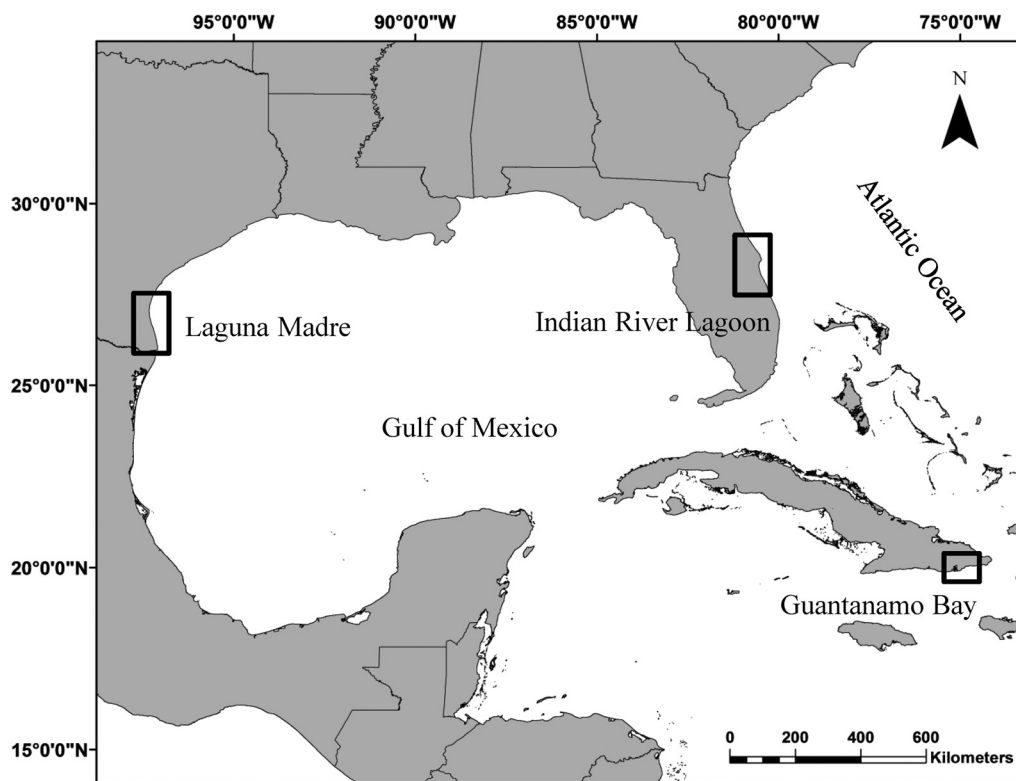 95°0'0"W 90°0'0"W 85°0'0"W 80°0'0"W 75°0'0"W
N
Atlantic Ocean
30°0'0"N
Laguna Madre
Indian River Lagoon
25°0'0"N
Gulf of Mexico
20°0'0"N
Guantanamo Bay
15°0'0"N
0 200 400 600
Kilometers